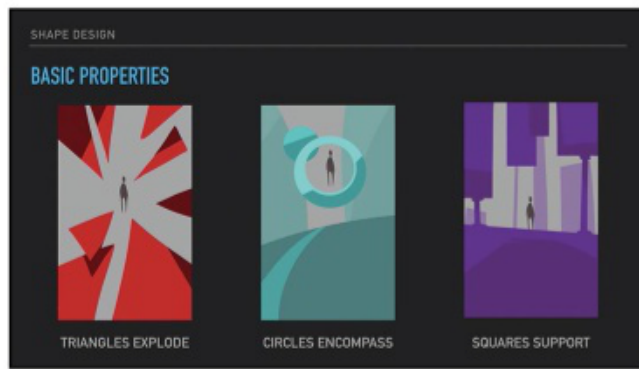 SHAPE DESIGN
BASIC PROPERTIES
TRIANGLES EXPLODE
CIRCLES ENCOMPASS
SQUARES SUPPORT